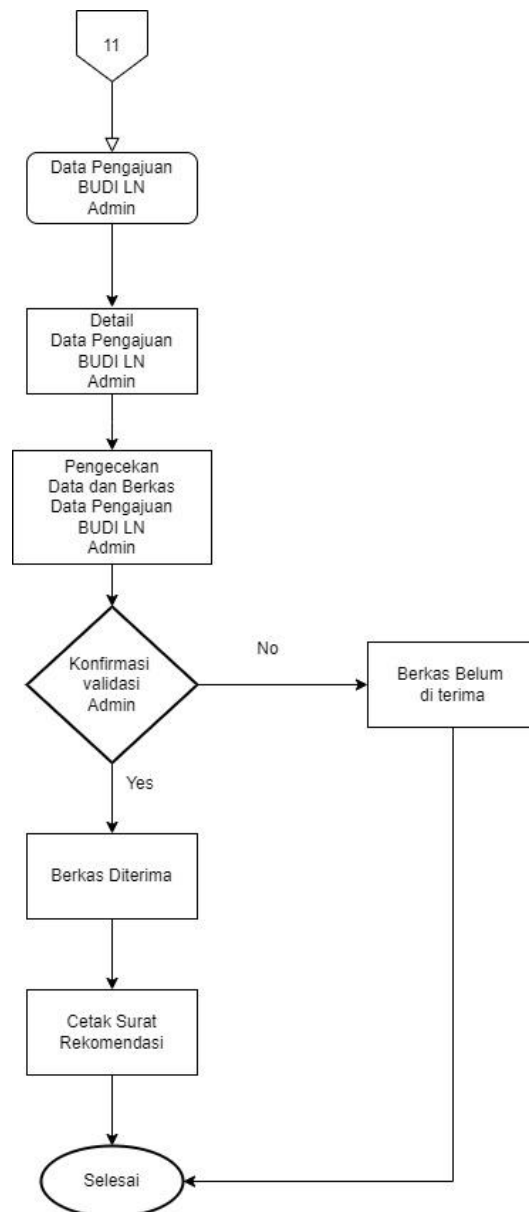 11
Data Pengajuan
BUDI LN
Admin
Detail
Data Pengajuan
BUDI LN
Admin
Pengecekan
Data dan Berkas
Data Pengajuan
BUDI LN
Admin
Konfirmasi
validasi
Admin
No
Berkas Belum
di terima
Yes
Berkas Diterima
Cetak Surat
Rekomendasi
Selesai